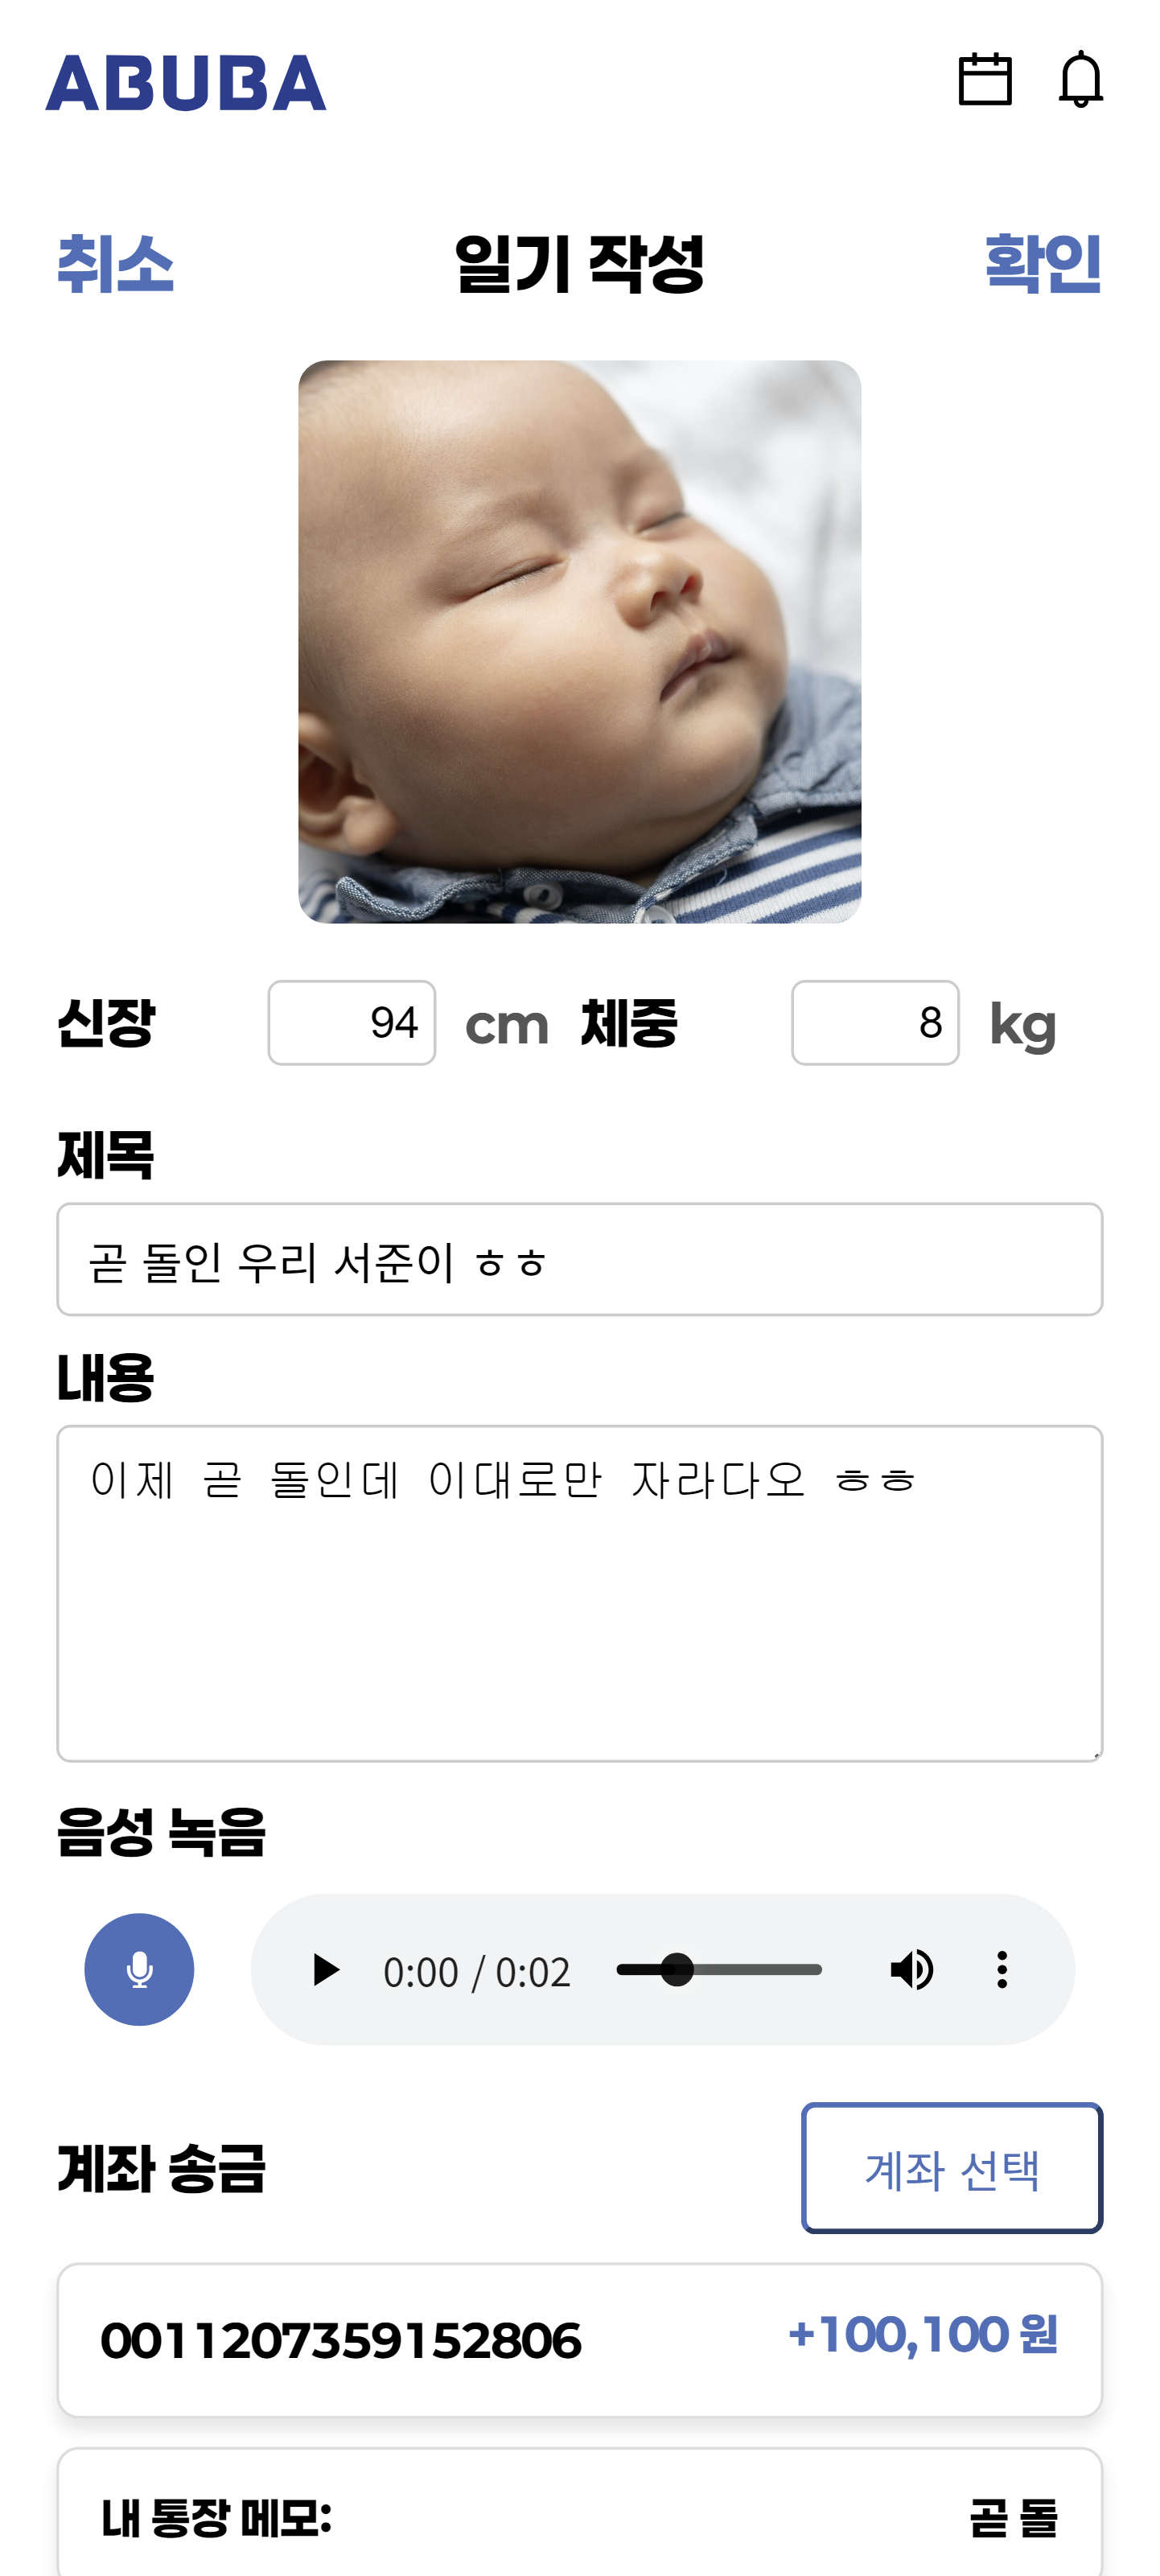 ABUBA
취소 일기 작성 확인
신장 94 cm 체중 8 kg
제목
곧 돌인 우리 서준이 ㅎㅎ
내용
이제 곧 돌인데 이대로만 자라다오 ㅎㅎ
음성 녹음
0:00 / 0:02
계좌 송금 계좌 선택
0011207359152806 +100,100 원
내 통장 메모: 곧 돌